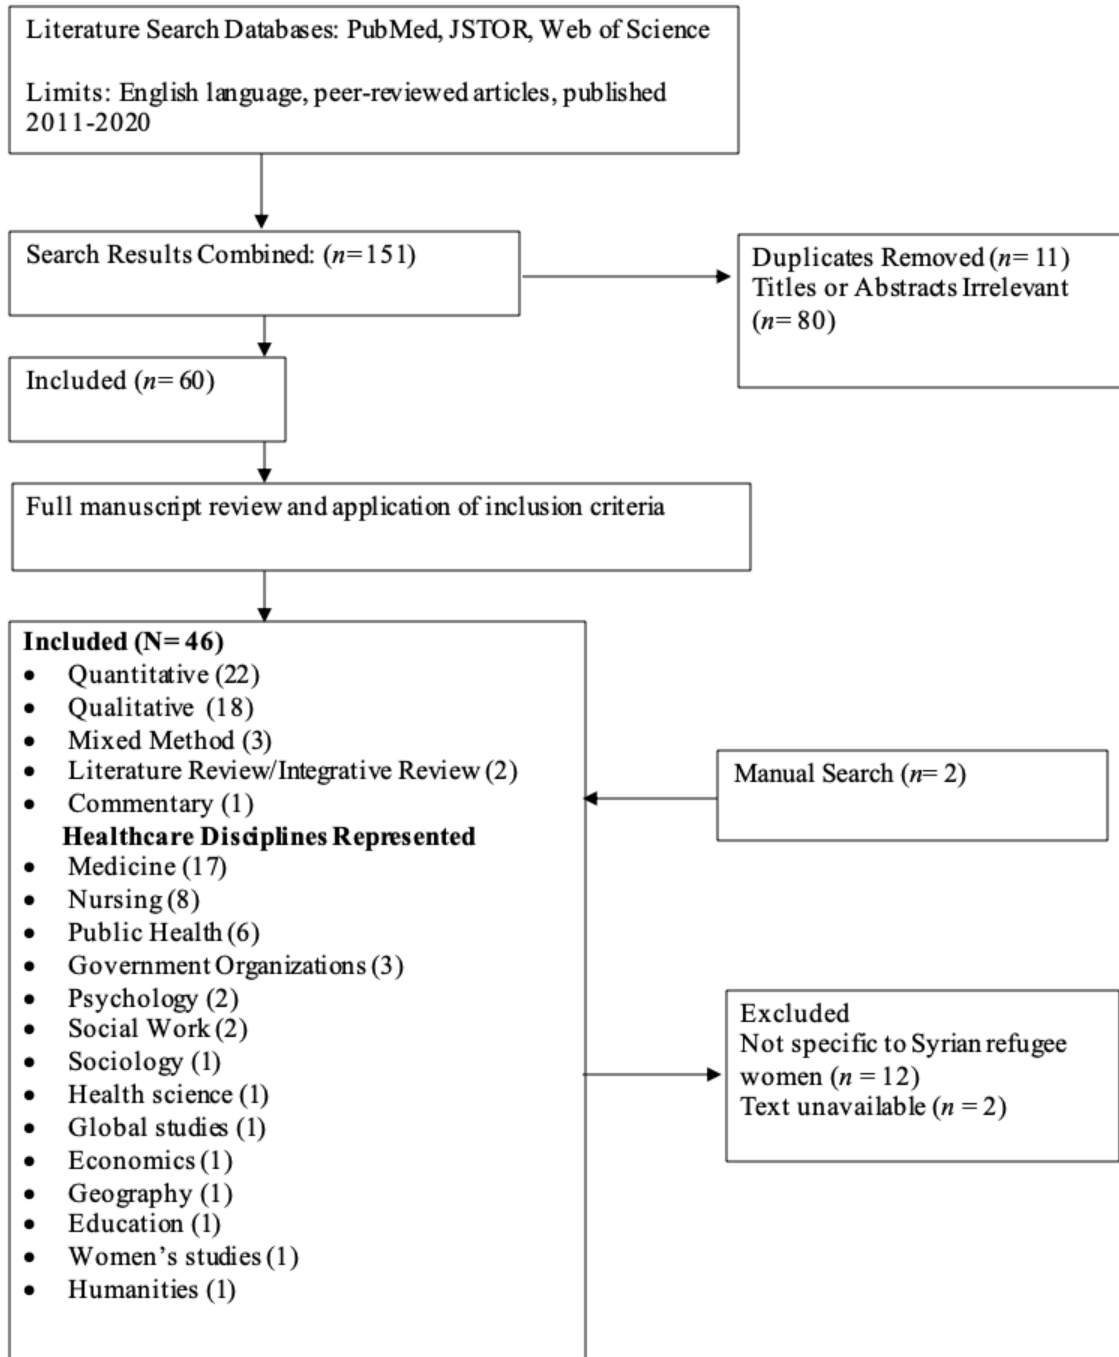 Literature Search Databases: PubMed, JSTOR, Web of Science
Limits: English language, peer-reviewed articles, published
2011-2020
Search Results Combined: (n=151)
Duplicates Removed (n= 11)
Titles or Abstracts Irrelevant
(n= 80)
Included (n= 60)
Full manuscript review and application of inclusion criteria
Included (N= 46)
• Quantitative (22)
• Qualitative (18)
• Mixed Method (3)
• Literature Review/Integrative Review (2)
• Commentary (1)
Healthcare Disciplines Represented
• Medicine (17)
• Nursing (8)
• Public Health (6)
• Government Organizations (3)
• Psychology (2)
• Social Work (2)
• Sociology (1)
• Health science (1)
• Global studies (1)
• Economics (1)
• Geography (1)
• Education (1)
• Women's studies (1)
• Humanities (1)
Manual Search (n= 2)
Excluded
Not specific to Syrian refugee
women (n = 12)
Text unavailable (n = 2)